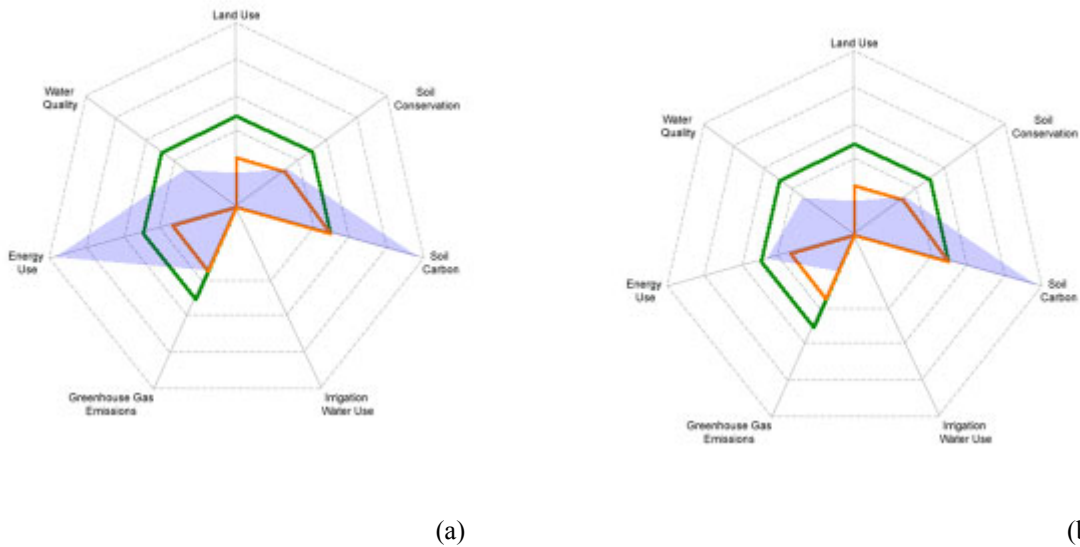 Land Use
Water
Quality
Soil
Conservation
Energy
Use
Soil
Carbon
Greenhouse Gas
Emissions
Irrigation
Water Use
(a)
Land Use
Water
Quality
Soil
Conservation
Energy
Use
Soil
Carbon
Greenhouse Gas
Emissions
Irrigation
Water Use
(b